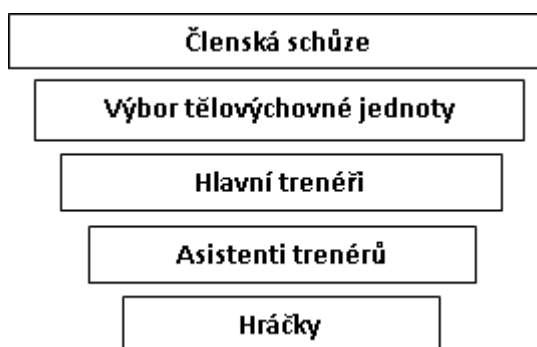 Členská schůze
Výbor tělovýchovné jednoty
Hlavní trenéři
Asistenti trenérů
Hráčky